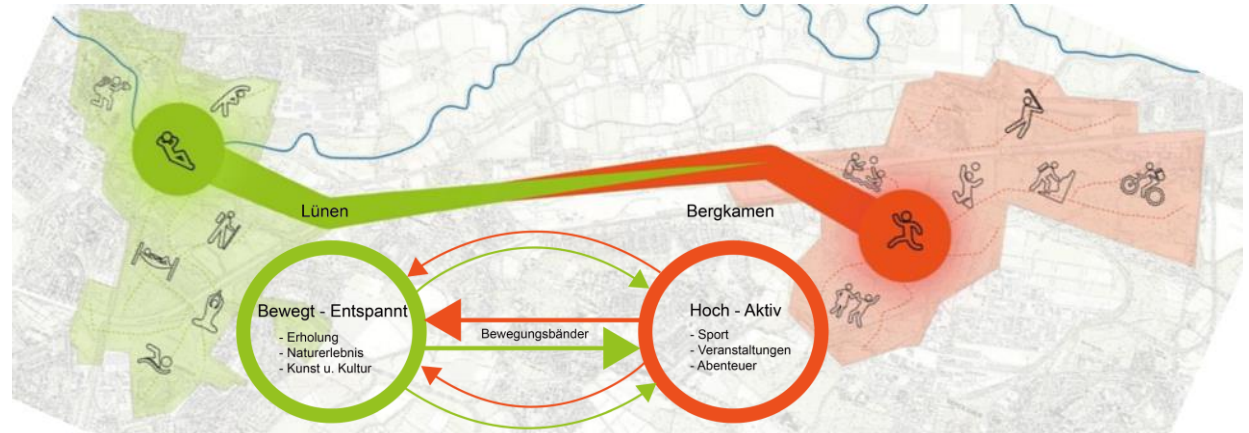 Lünen
Bewegt - Entspannt
- Erholung
- Naturerlebnis
- Kunst u. Kultur
Bewegungsbänder
Bergkamen
Hoch - Aktiv
- Sport
- Veranstaltungen
- Abenteuer